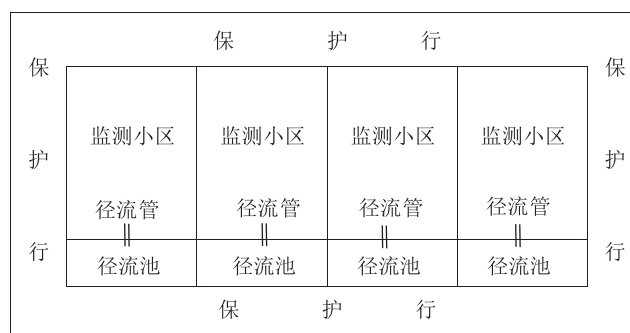 保 护 行
保 护 行
监测小区 监测小区 监测小区 监测小区
径流管 径流管 径流管 径流管
径流池 径流池 径流池 径流池
保 护 行
保 护 行